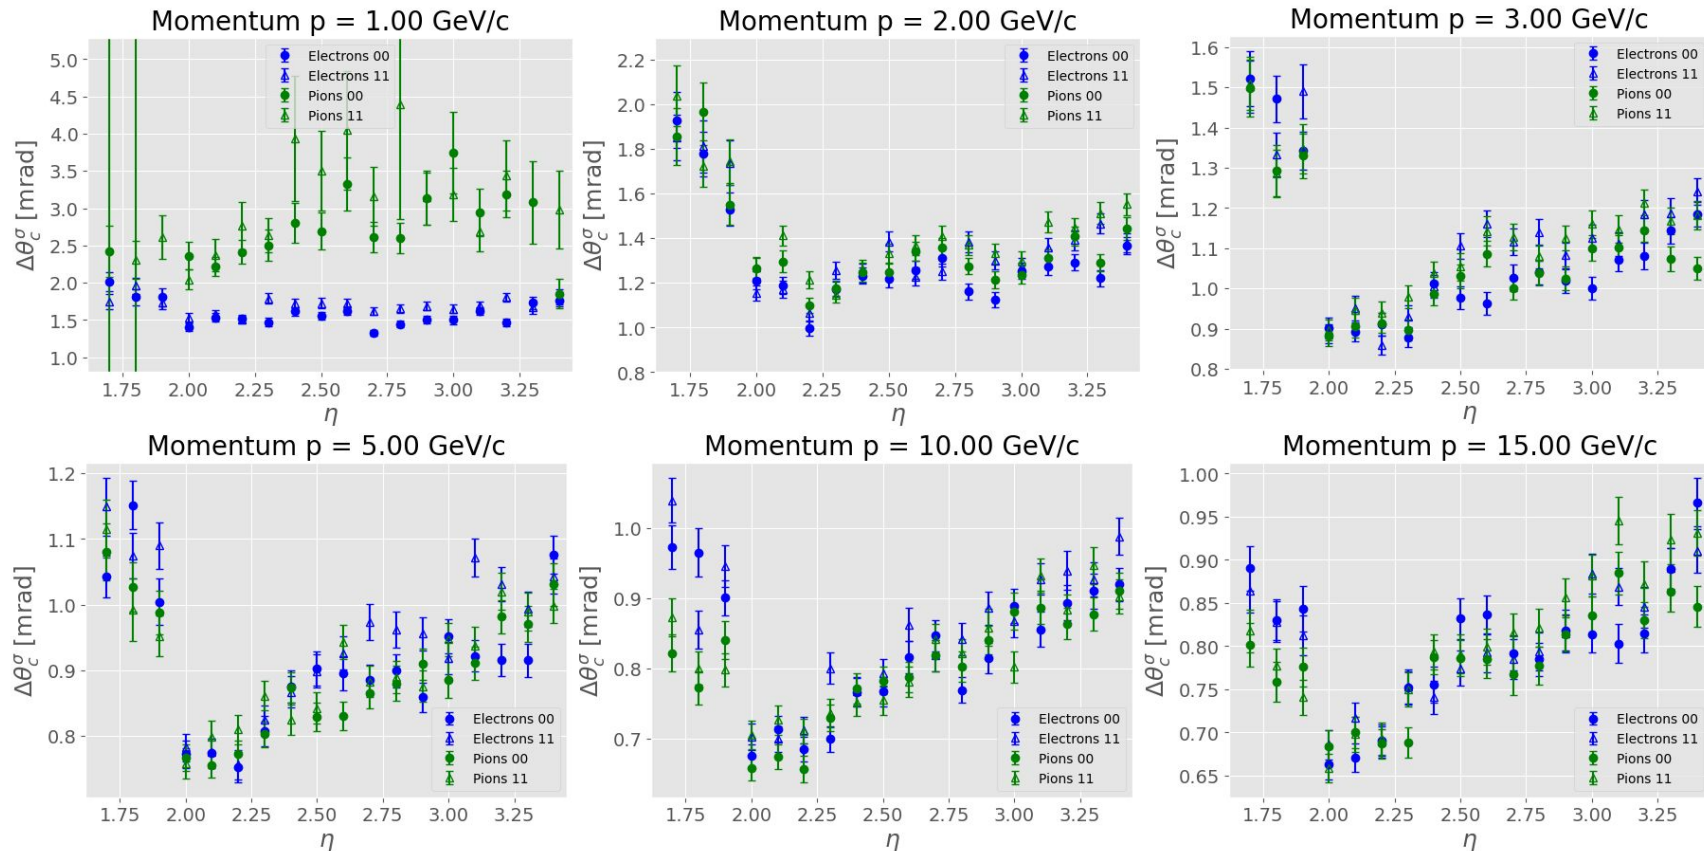 Momentum p = 1.00 GeV/c
5.0
4.5
4.0
3.5
3.0
2.5
2.0
1.5
1.0
Δθ_c^σ [mrad]
Electrons 00
Electrons 11
Pions 00
Pions 11
1.75 2.00 2.25 2.50 2.75 3.00 3.25
η
Momentum p = 2.00 GeV/c
2.2
2.0
1.8
1.6
1.4
1.2
1.0
0.8
Δθ_c^σ [mrad]
Electrons 00
Electrons 11
Pions 00
Pions 11
1.75 2.00 2.25 2.50 2.75 3.00 3.25
η
Momentum p = 3.00 GeV/c
1.6
1.5
1.4
1.3
1.2
1.1
1.0
0.9
0.8
Δθ_c^σ [mrad]
Electrons 00
Electrons 11
Pions 00
Pions 11
1.75 2.00 2.25 2.50 2.75 3.00 3.25
η
Momentum p = 5.00 GeV/c
1.2
1.1
1.0
0.9
0.8
Δθ_c^σ [mrad]
Electrons 00
Electrons 11
Pions 00
Pions 11
1.75 2.00 2.25 2.50 2.75 3.00 3.25
η
Momentum p = 10.00 GeV/c
1.0
0.9
0.8
0.7
Δθ_c^σ [mrad]
Electrons 00
Electrons 11
Pions 00
Pions 11
1.75 2.00 2.25 2.50 2.75 3.00 3.25
η
Momentum p = 15.00 GeV/c
1.00
0.95
0.90
0.85
0.80
0.75
0.70
0.65
Δθ_c^σ [mrad]
Electrons 00
Electrons 11
Pions 00
Pions 11
1.75 2.00 2.25 2.50 2.75 3.00 3.25
η